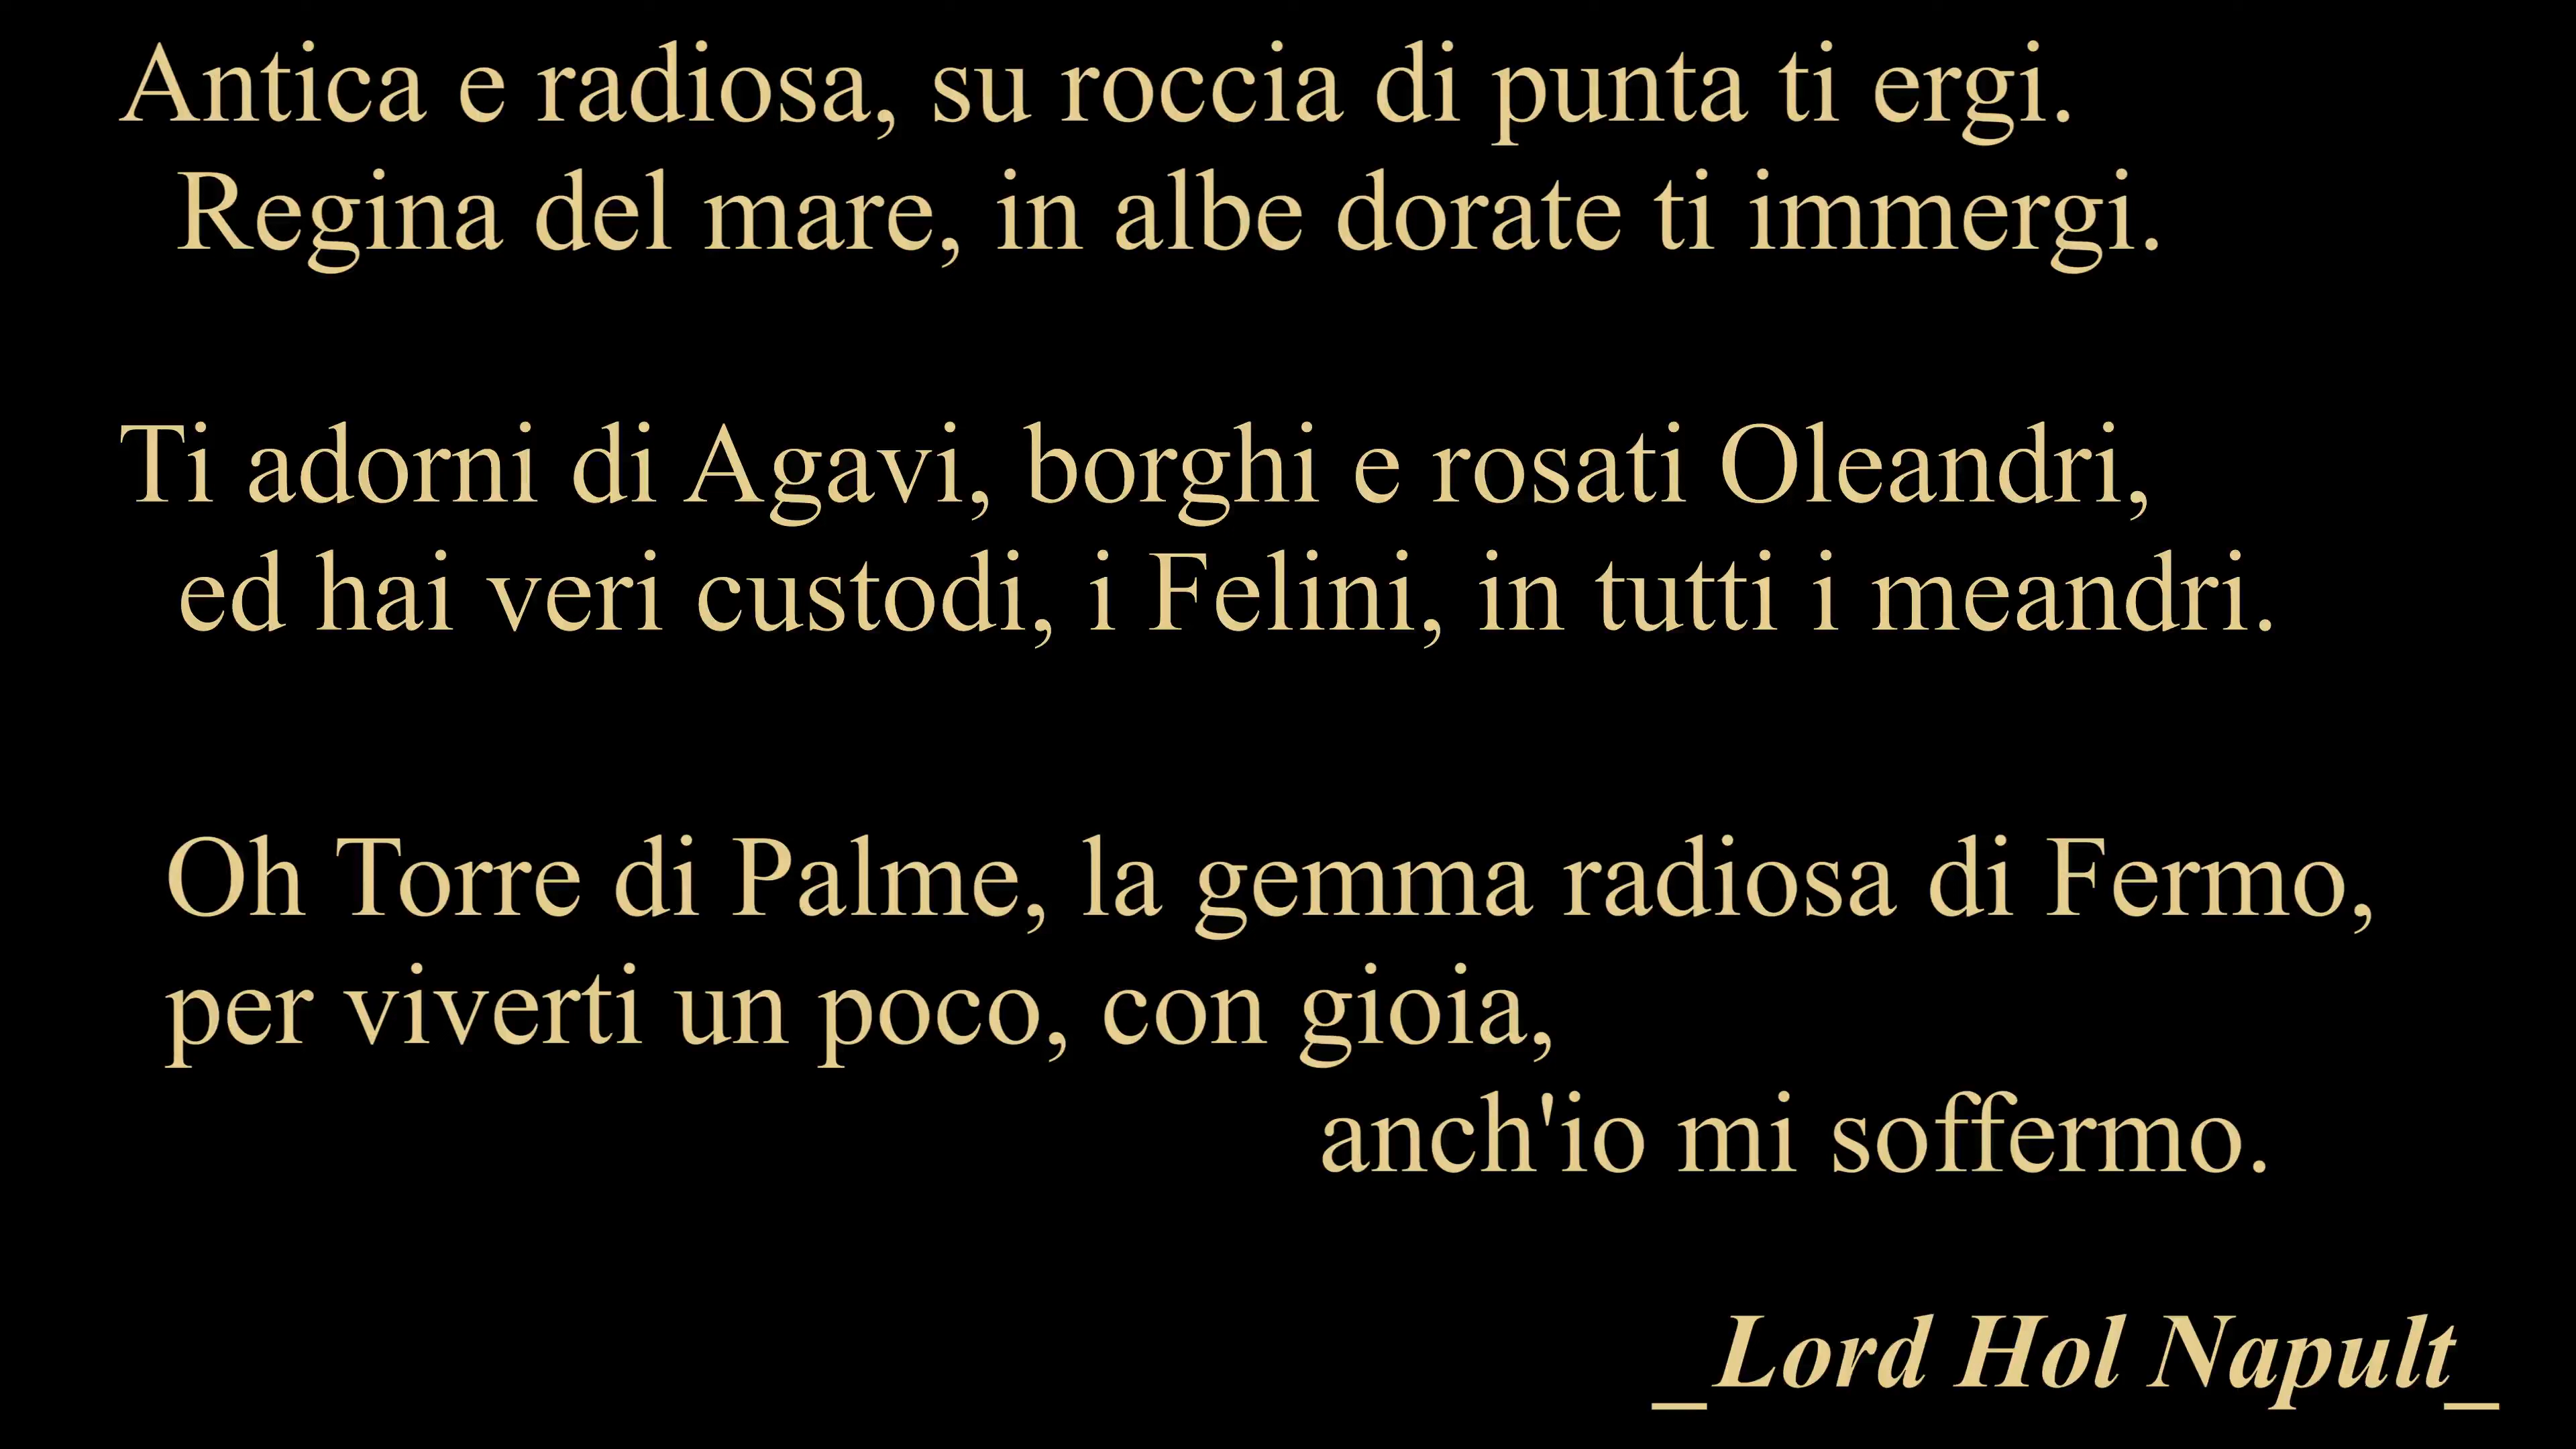 Antica e radiosa, su roccia di punta ti ergi.
Regina del mare, in albe dorate ti immergi.
Ti adorni di Agavi, borghi e rosati Oleandri,
ed hai veri custodi, i Felini, in tutti i meandri.
Oh Torre di Palme, la gemma radiosa di Fermo,
per viverti un poco, con gioia,
anch'io mi soffermo.
_Lord Hol Napult_